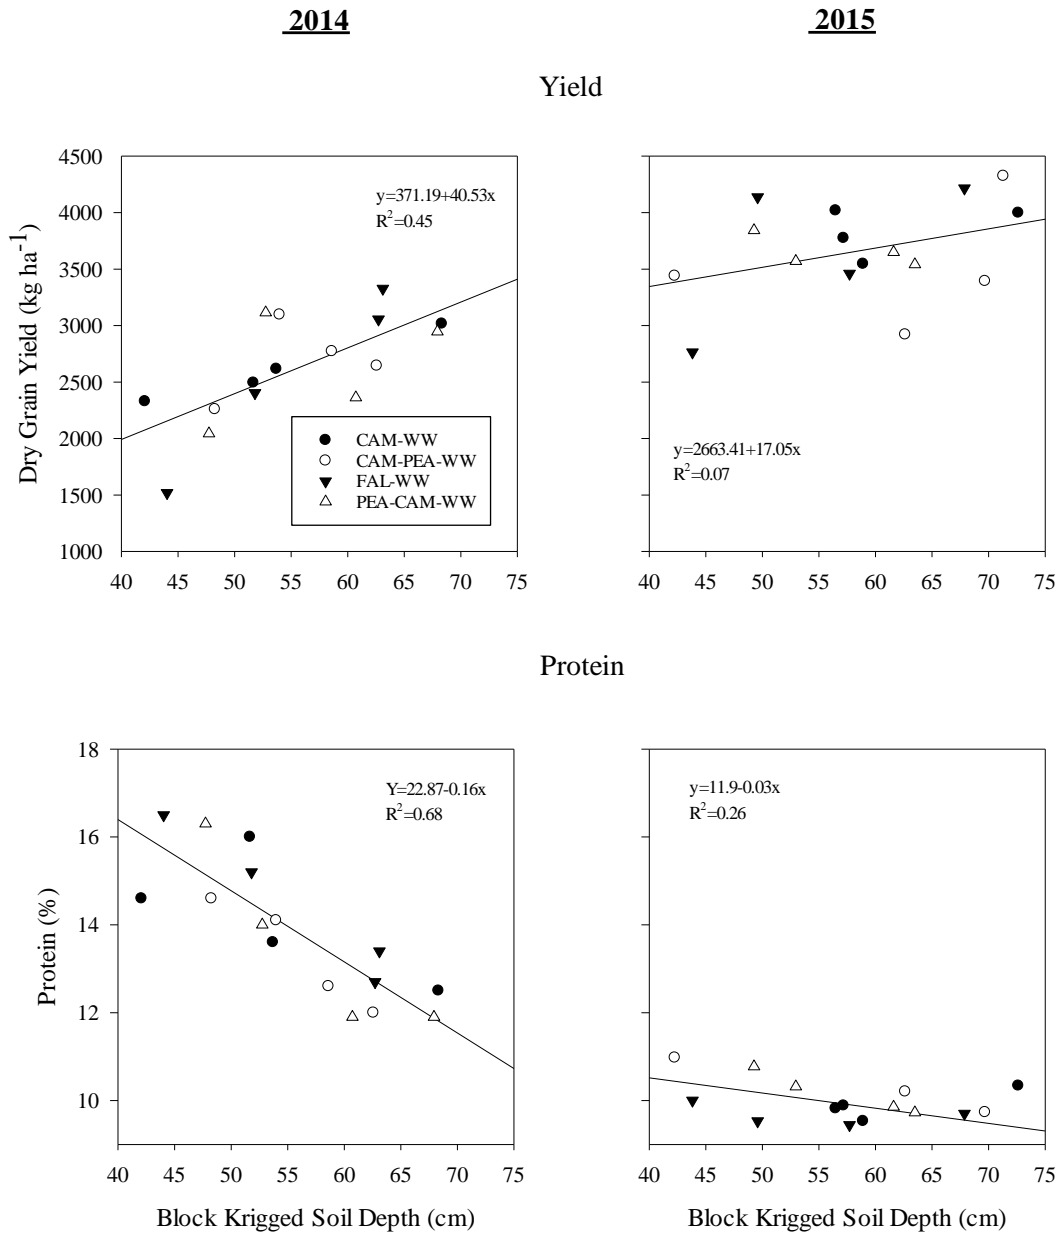 2014 2015
Yield
Dry Grain Yield (kg ha-1)
4500
4000
3500
3000
2500
2000
1500
1000
y=371.19+40.53x
R2=0.45
CAM-WW
CAM-PEA-WW
FAL-WW
PEA-CAM-WW
40 45 50 55 60 65 70 75
y=2663.41+17.05x
R2=0.07
40 45 50 55 60 65 70 75
Protein
Protein (%)
18
16
14
12
10
Y=22.87-0.16x
R2=0.68
40 45 50 55 60 65 70 75
Block Krigged Soil Depth (cm)
y=11.9-0.03x
R2=0.26
40 45 50 55 60 65 70 75
Block Krigged Soil Depth (cm)